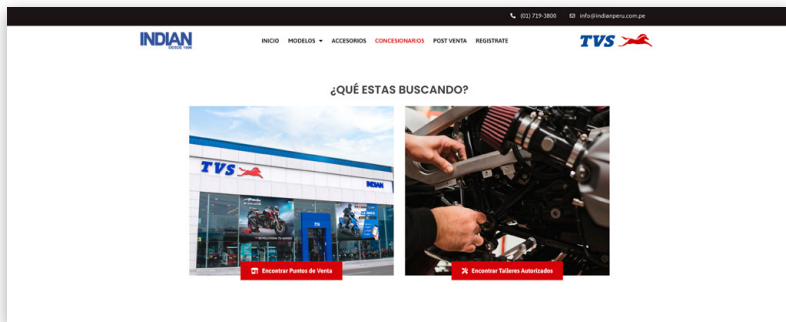 (01) 719-3800 info@indianperu.com.pe
INDIAN
DESDE 1996
INICIO MODELOS ACCESORIOS CONCESIONARIOS POST VENTA REGISTRATE
TVS
¿QUÉ ESTAS BUSCANDO?
TVS
INDIAN
Encontrar Puntos de Venta
Encontrar Talleres Autorizados